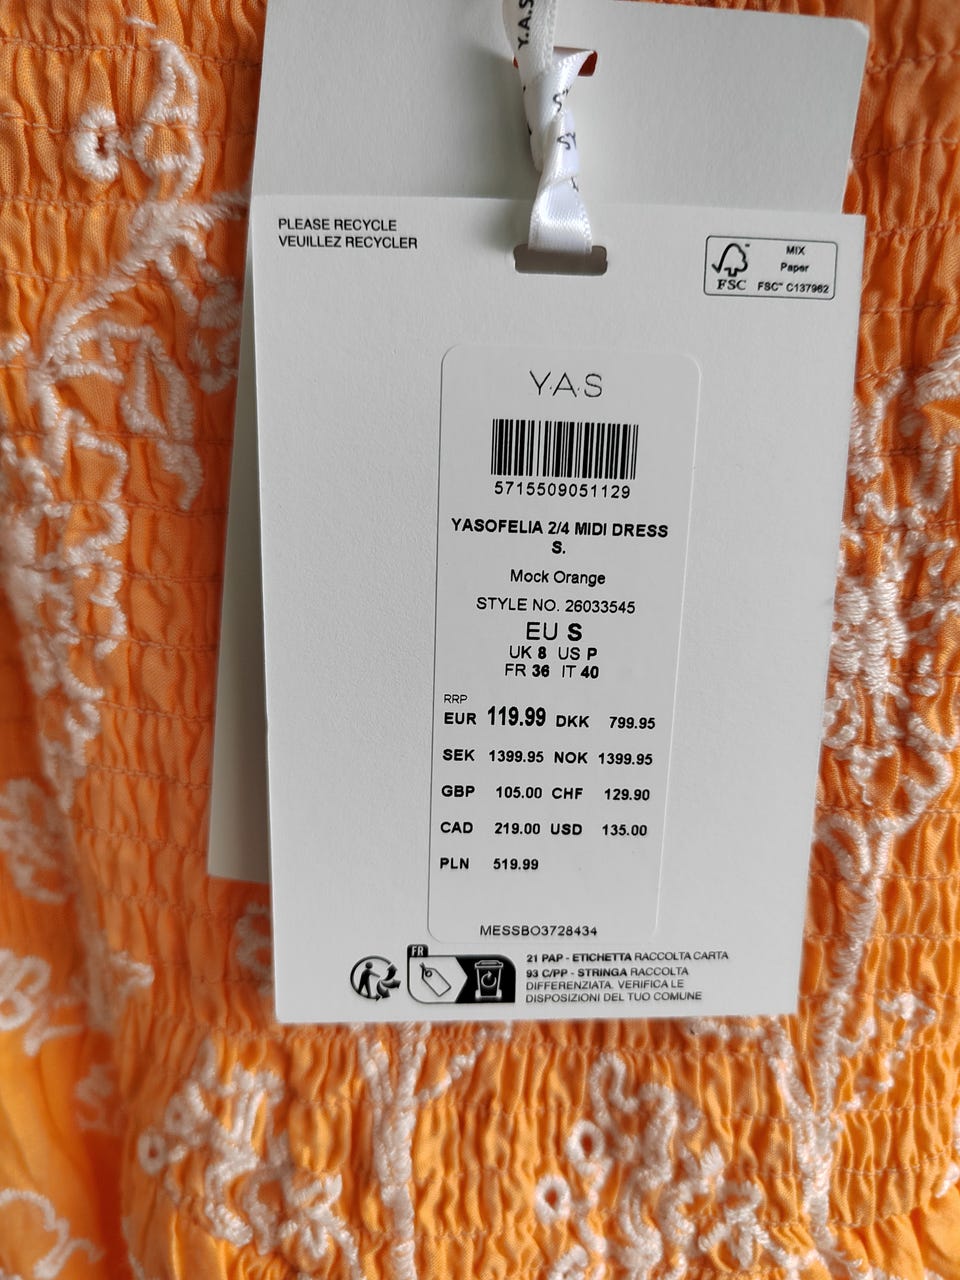 Y.A.S
SY
PLEASE RECYCLE
VEUILLEZ RECYCLER
FSC
MIX
Paper
FSC™ C137962
Y.A.S
5715509051129
YASOFELIA 2/4 MIDI DRESS
S.
Mock Orange
STYLE NO. 26033545
EU S
UK 8 US P
FR 36 IT 40
RRP
EUR 119.99 DKK 799.95
SEK 1399.95 NOK 1399.95
GBP 105.00 CHF 129.90
CAD 219.00 USD 135.00
PLN 519.99
MESSBO3728434
FR
21 PAP - ETICHETTA RACCOLTA CARTA
93 C/PP - STRINGA RACCOLTA
DIFFERENZIATA. VERIFICA LE
DISPOSIZIONI DEL TUO COMUNE